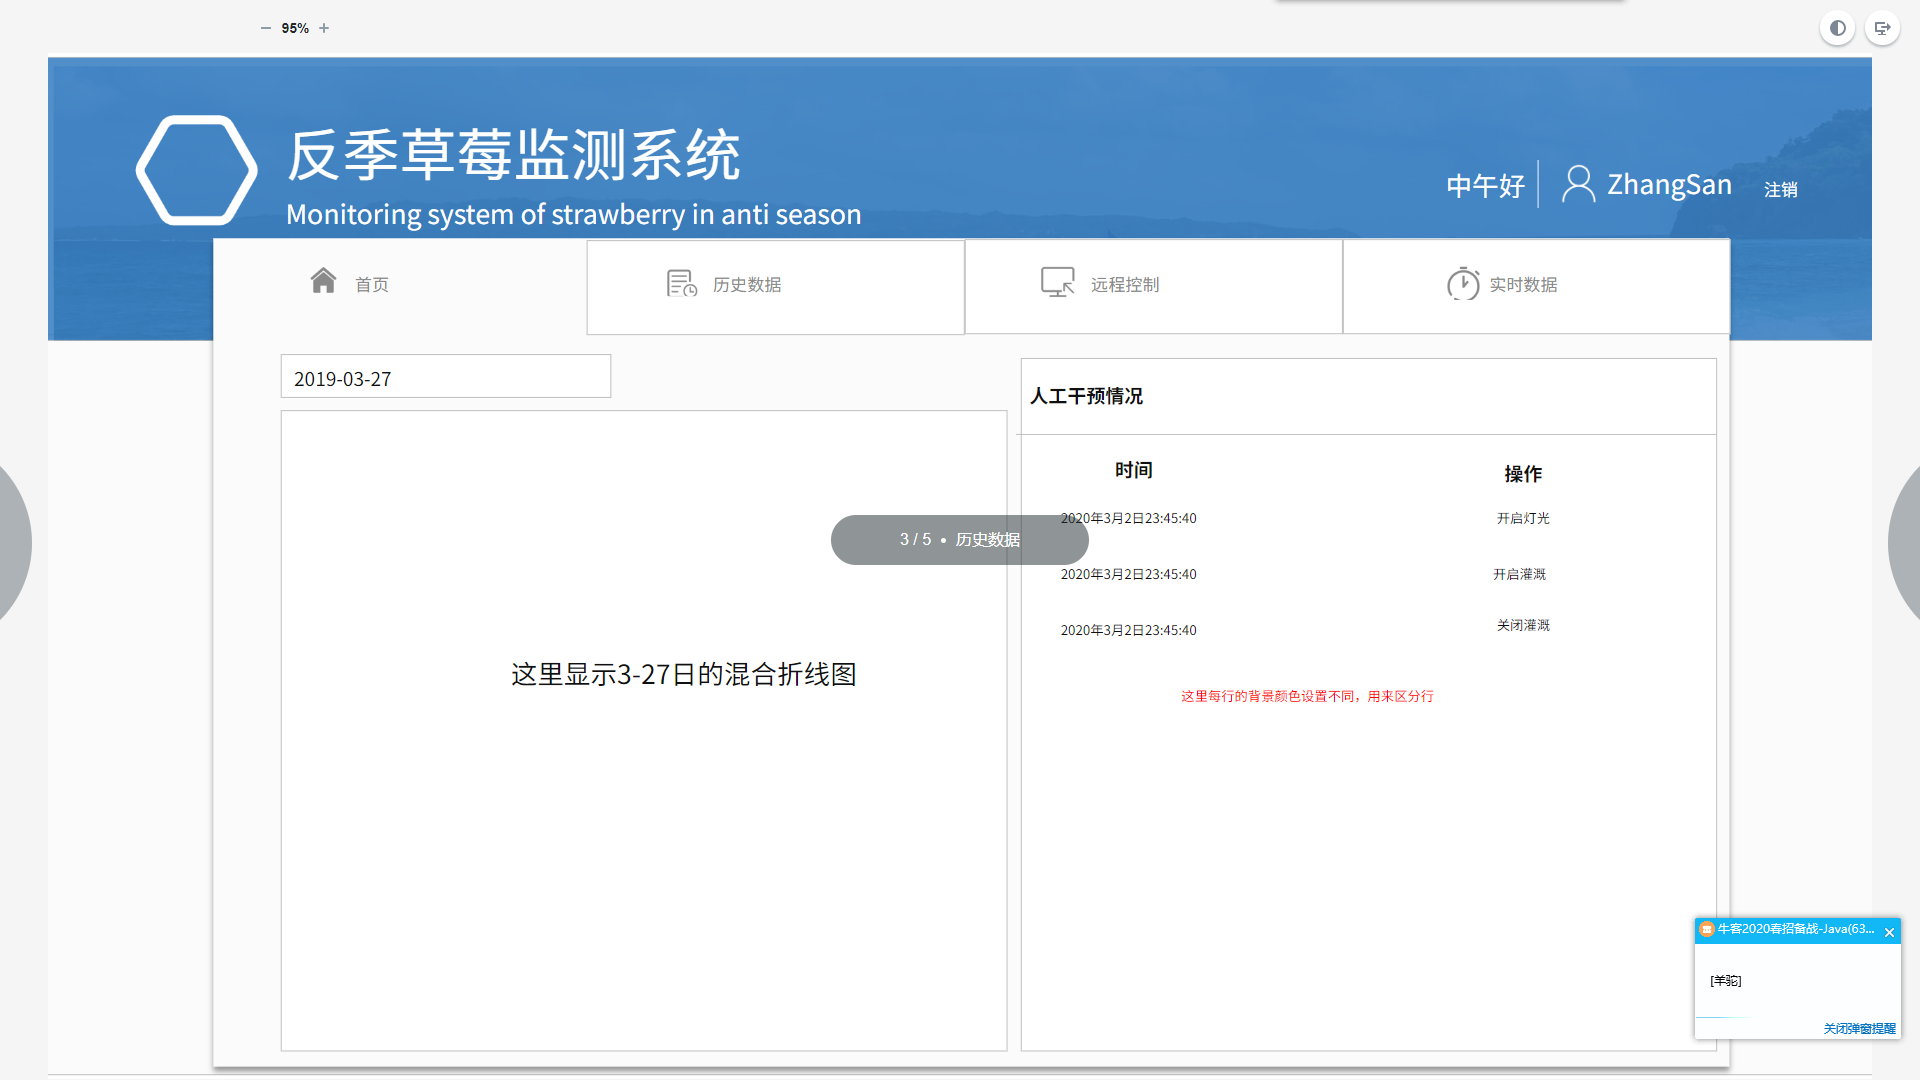 95%
反季草莓监测系统
Monitoring system of strawberry in anti season
中午好
ZhangSan
注销
首页
历史数据
远程控制
实时数据
2019-03-27
人工干预情况
时间
操作
2020年3月2日23:45:40
开启灯光
3 / 5 • 历史数据
2020年3月2日23:45:40
开启灌溉
2020年3月2日23:45:40
关闭灌溉
这里显示3-27日的混合折线图
这里每行的背景颜色设置不同，用来区分行
牛客2020春招备战-Java(63...
[羊驼]
关闭弹窗提醒